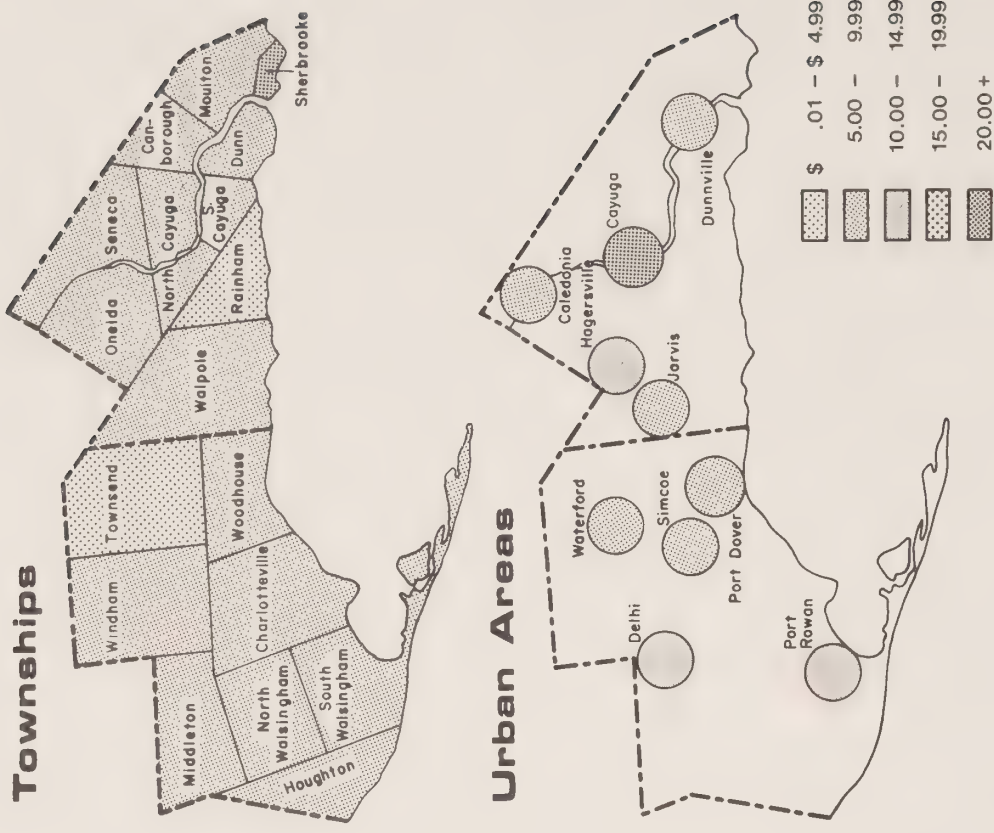 Townships
Middleton
Windham
Townsend
North
Walsingham
South
Walsingham
Houghton
Charlotteville
Woodhouse
Walpole
Oneida
Seneca
North
Cayuga
Rainham
S.
Cayuga
Can-
borough
Dunn
Moulton
Sherbrooke
Urban Areas
Delhi
Waterford
Simcoe
Port Dover
Port
Rowan
Caledonia
Hagersville
Jarvis
Cayuga
Dunnville
$ .01 – $ 4.99
5.00 – 9.99
10.00 – 14.99
15.00 – 19.99
20.00 +